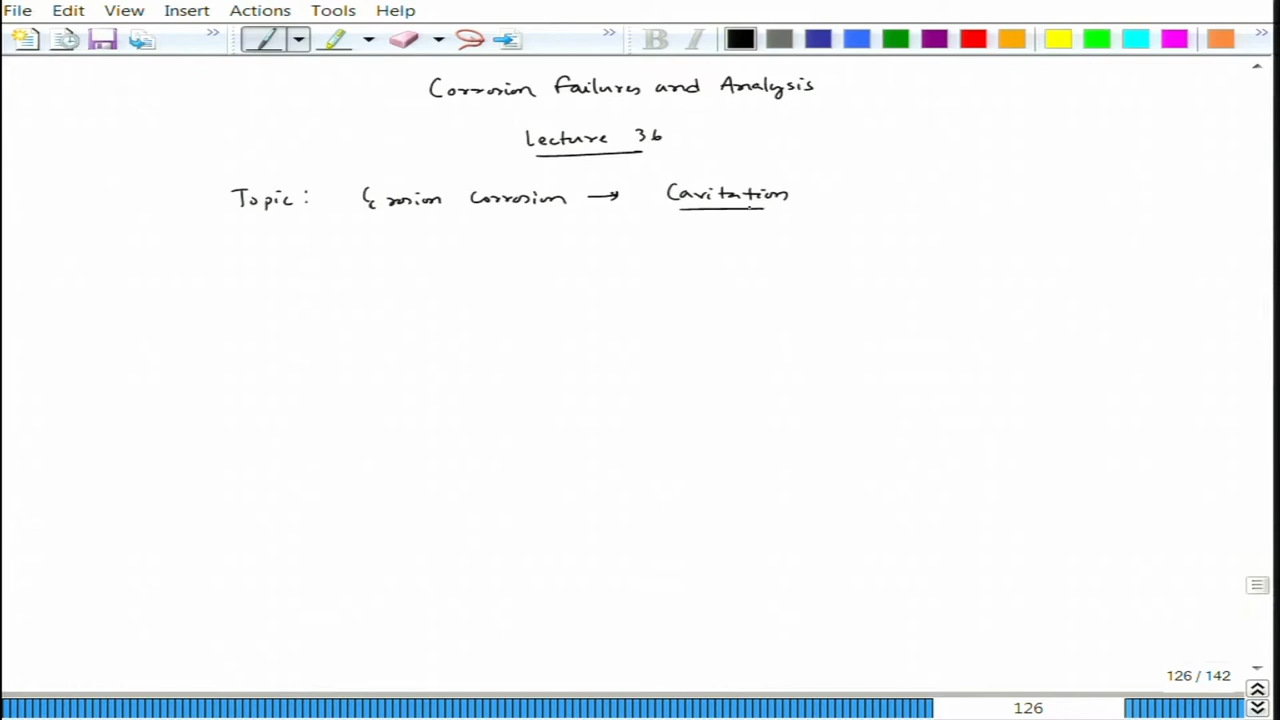 File Edit View Insert Actions Tools Help
B I
Corrosion Failures and Analysis
Lecture 36
Topic: Erosion Corrosion → Cavitation
126 / 142
126